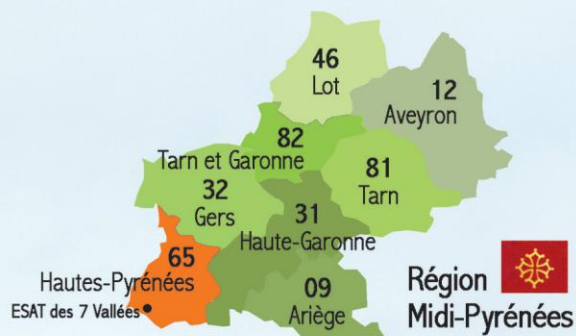 46
Lot
12
Aveyron
82
Tarn et Garonne
81
Tarn
32
Gers
31
Haute-Garonne
65
Hautes-Pyrénées
ESAT des 7 Vallées
09
Ariège
Région
Midi-Pyrénées